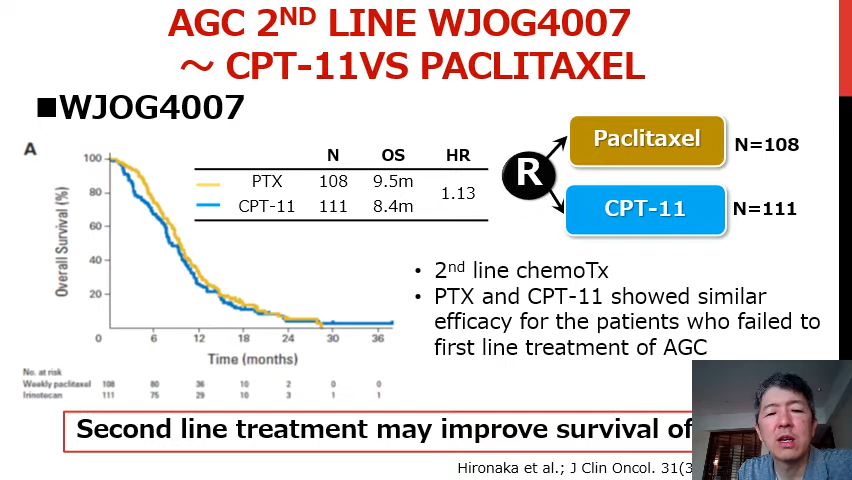 AGC 2ND LINE WJOG4007
～ CPT-11VS PACLITAXEL
■WJOG4007
A
Overall Survival (%)
100
80
60
40
20
0 6 12 18 24 30 36
Time (months)
N OS HR
PTX 108 9.5m
1.13
CPT-11 111 8.4m
R
Paclitaxel N=108
CPT-11 N=111
• 2nd line chemoTx
• PTX and CPT-11 showed similar
efficacy for the patients who failed to
first line treatment of AGC
No. at risk
Weekly paclitaxel 108 80 36 10 2 0 0
Irinotecan 111 75 29 10 3 1 1
Second line treatment may improve survival of
Hironaka et al.; J Clin Oncol. 31(3